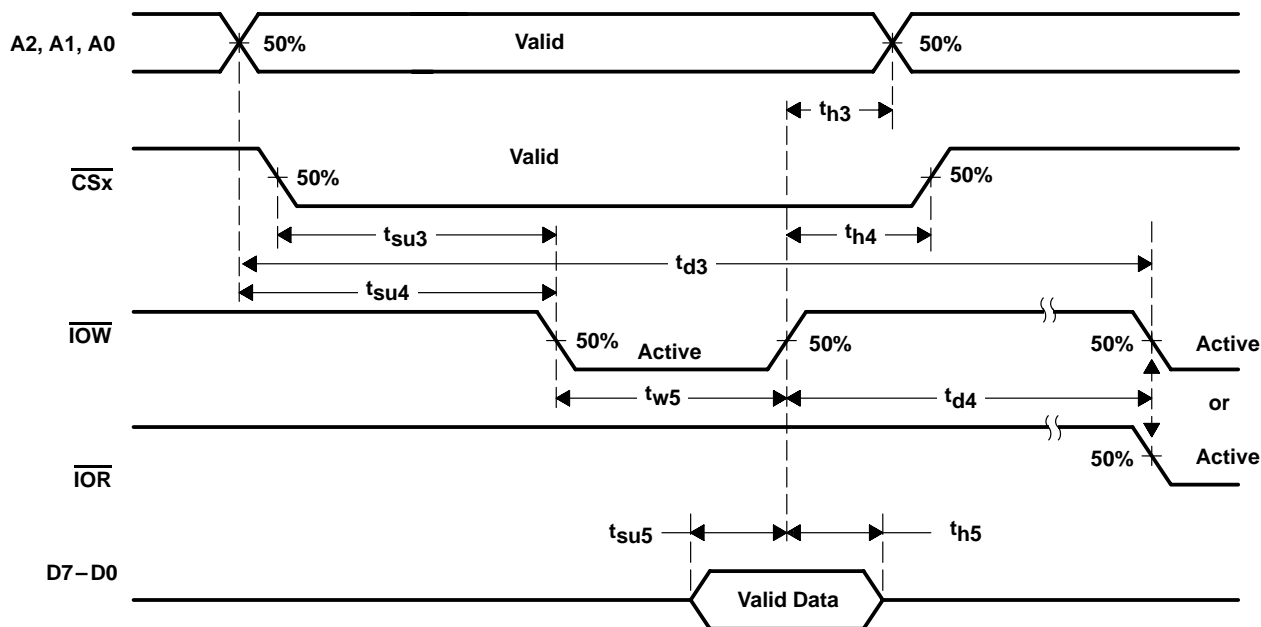 A2, A1, A0 50% Valid 50%
th3
CSx 50% Valid 50%
tsu3 th4
td3
tsu4
IOW 50% Active 50% 50% Active
tw5 td4 or
IOR 50% Active
tsu5 th5
D7–D0 Valid Data